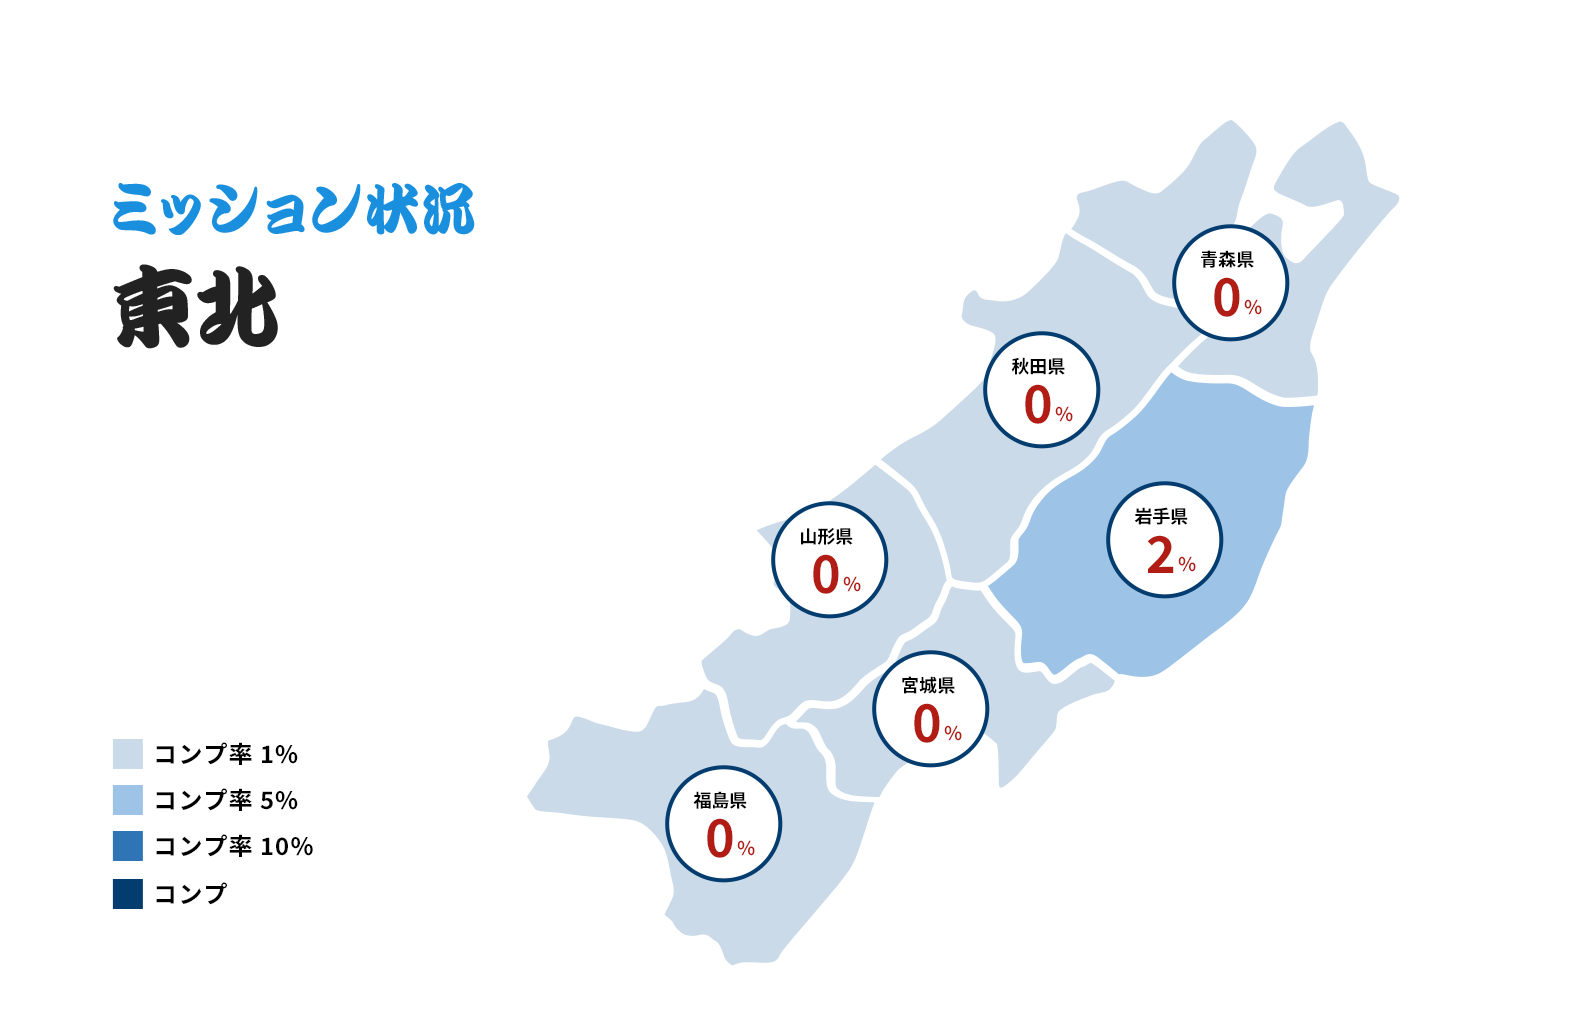 ミッション状況
東北
青森県
0%
秋田県
0%
岩手県
2%
山形県
0%
宮城県
0%
福島県
0%
コンプ率 1%
コンプ率 5%
コンプ率 10%
コンプ